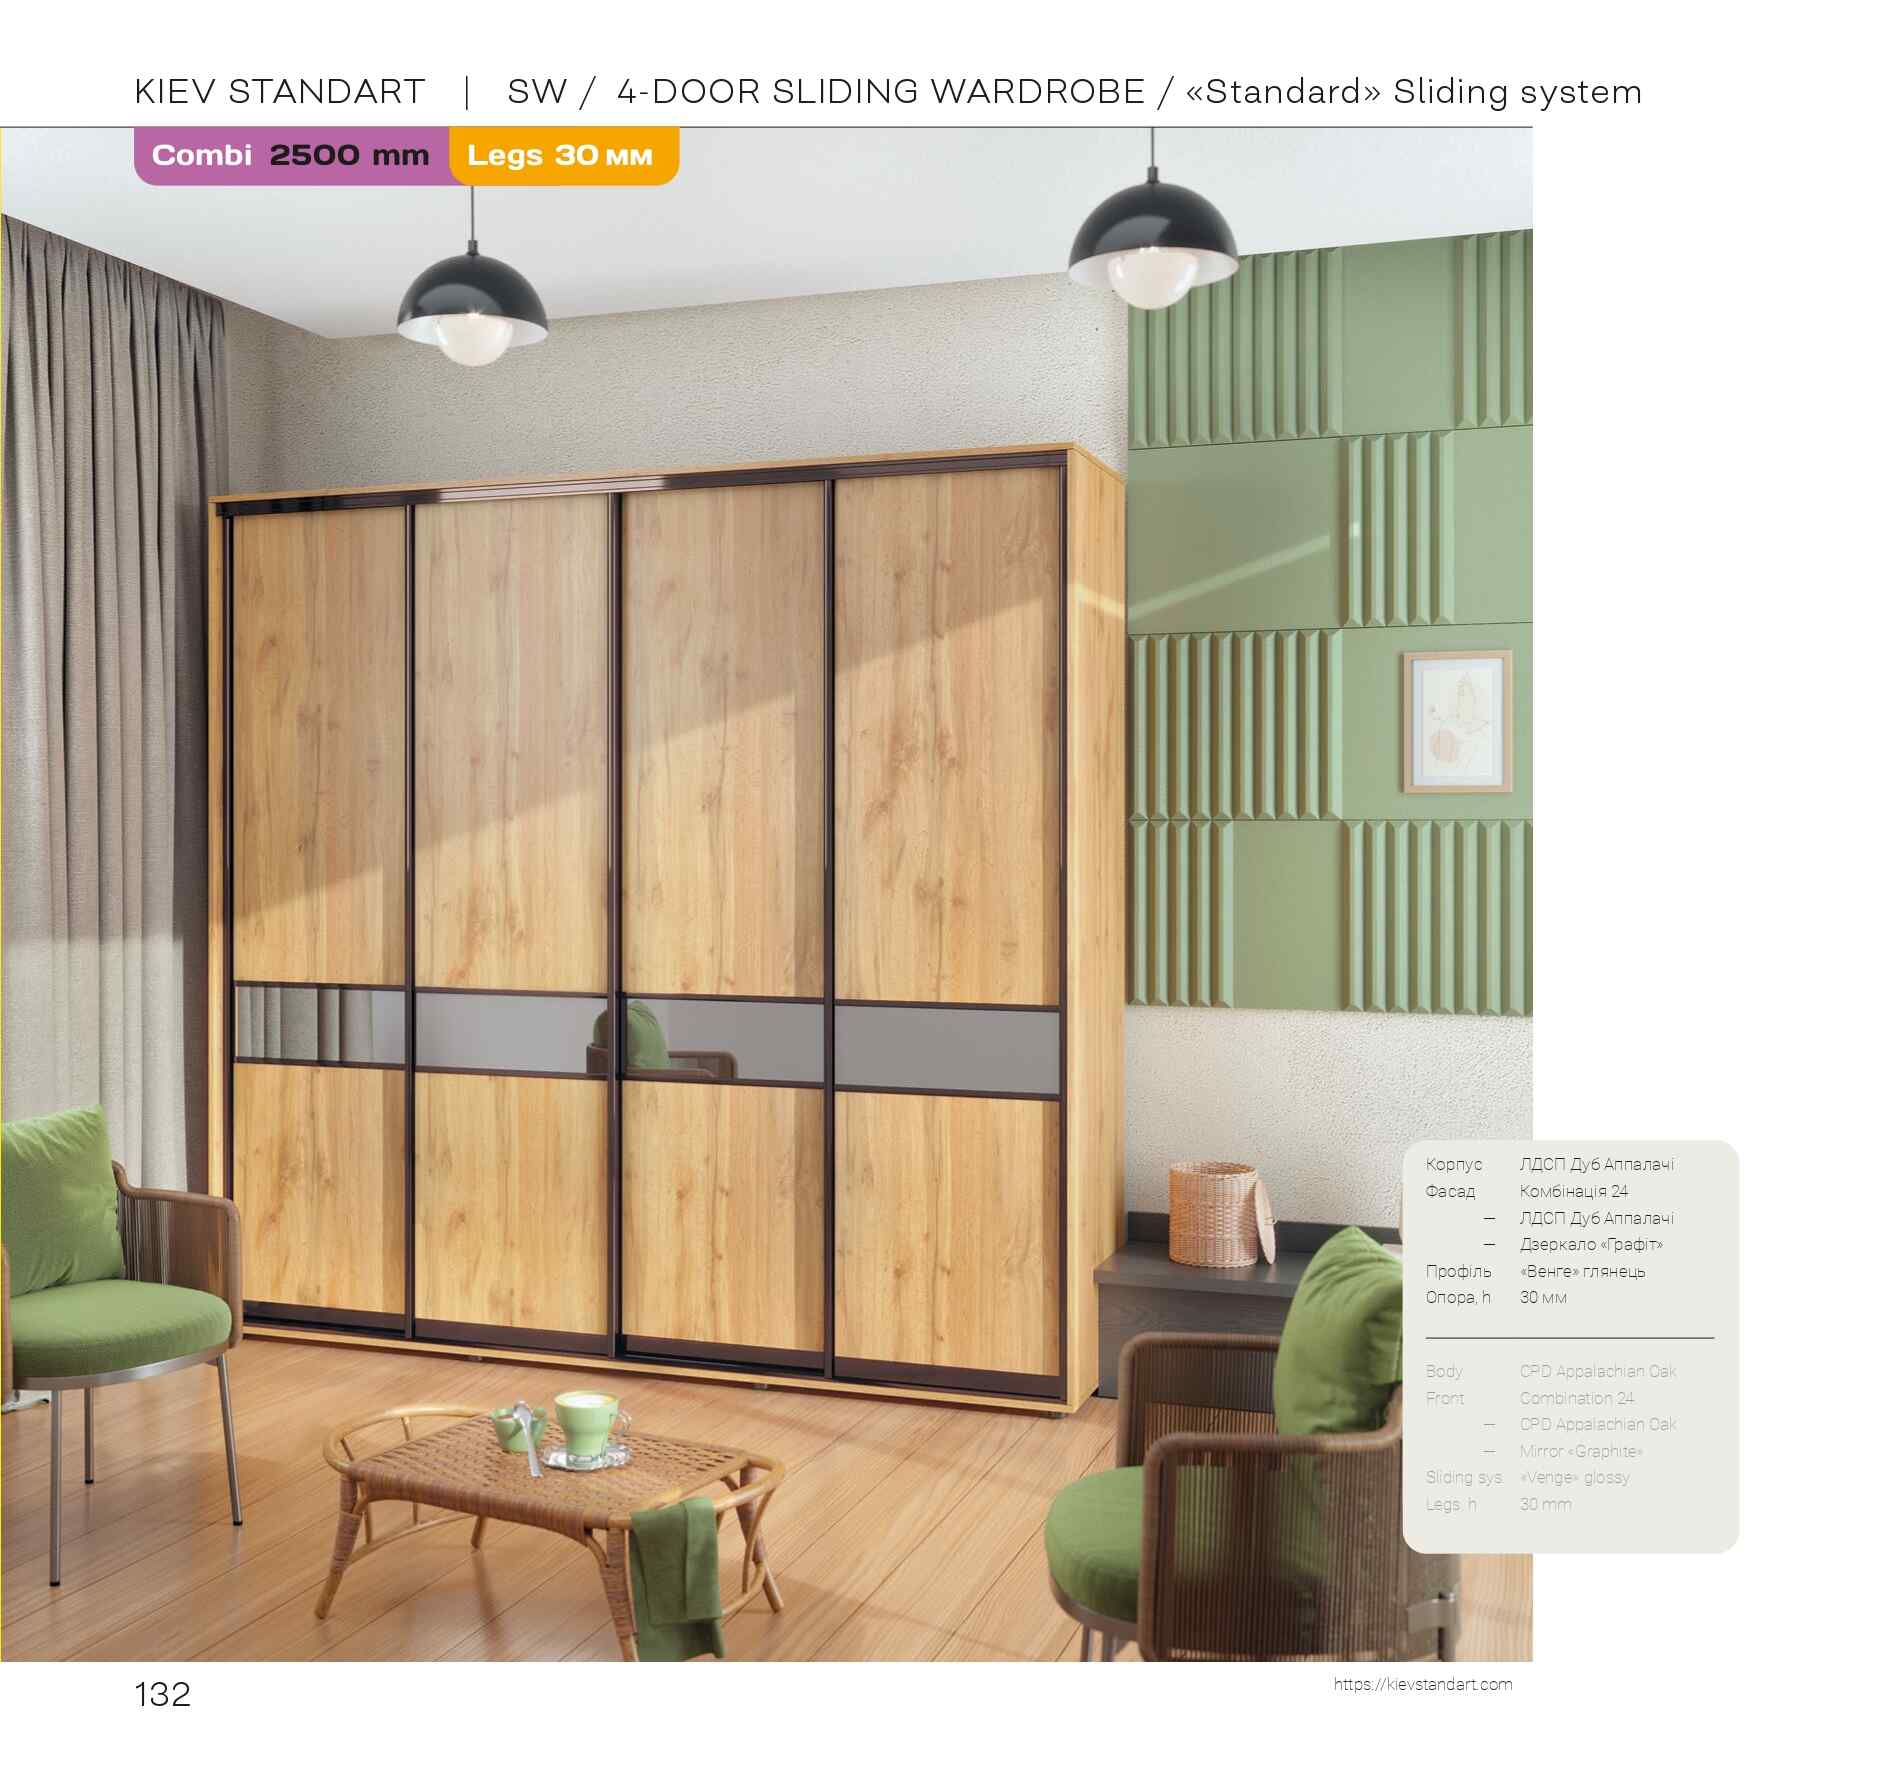 KIEV STANDART | SW / 4-DOOR SLIDING WARDROBE / «Standard» Sliding system
Combi 2500 mm Legs 30 мм
Корпус ЛДСП Дуб Аппалачі
Фасад Комбінація 24
— ЛДСП Дуб Аппалачі
— Дзеркало «Графіт»
Профіль «Венге» глянець
Опора, h 30 мм
Body CPD Appalachian Oak
Front Combination 24
— CPD Appalachian Oak
— Mirror «Graphite»
Sliding sys. «Venge» glossy
Legs, h 30 mm
132
https://kievstandart.com